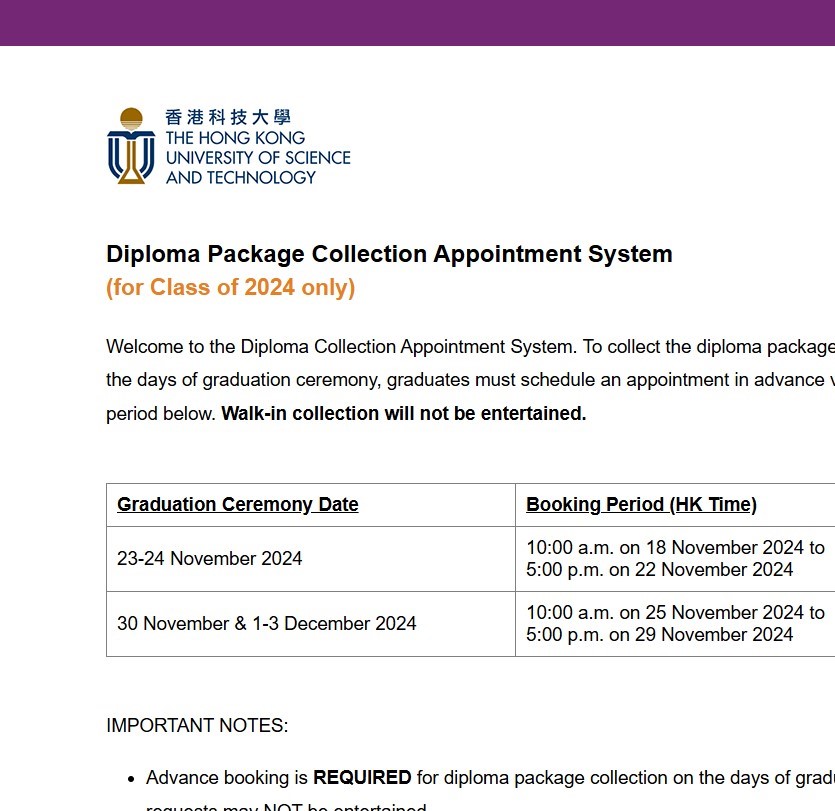 香港科技大學
THE HONG KONG
UNIVERSITY OF SCIENCE
AND TECHNOLOGY
Diploma Package Collection Appointment System
(for Class of 2024 only)
Welcome to the Diploma Collection Appointment System. To collect the diploma package
the days of graduation ceremony, graduates must schedule an appointment in advance
period below. Walk-in collection will not be entertained.
Graduation Ceremony Date
Booking Period (HK Time)
23-24 November 2024
10:00 a.m. on 18 November 2024 to
5:00 p.m. on 22 November 2024
30 November & 1-3 December 2024
10:00 a.m. on 25 November 2024 to
5:00 p.m. on 29 November 2024
IMPORTANT NOTES:
• Advance booking is REQUIRED for diploma package collection on the days of
requests may NOT be entertained.